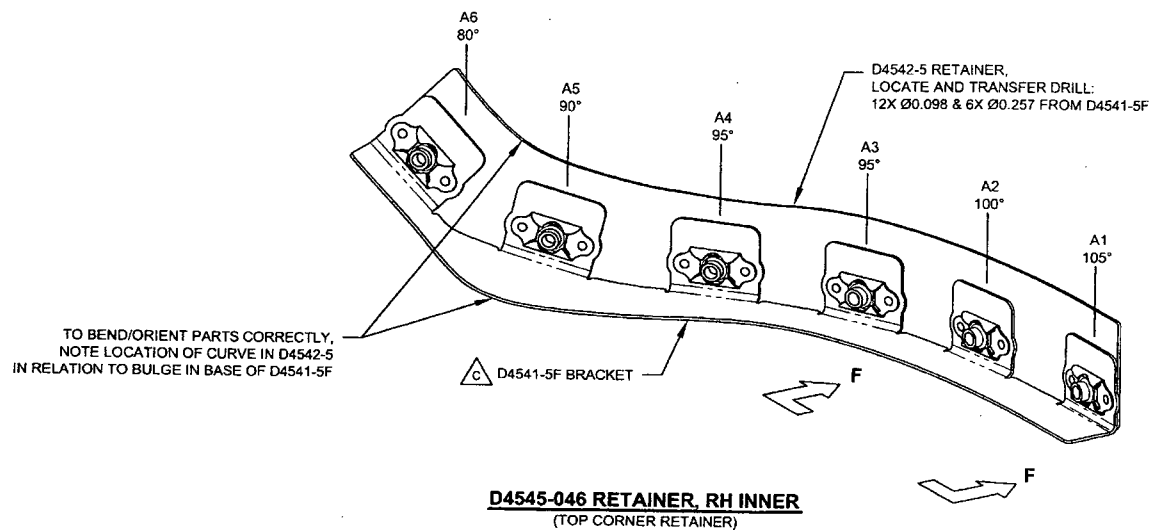 A6
80°
A5
90°
A4
95°
A3
95°
A2
100°
A1
105°
D4542-5 RETAINER,
LOCATE AND TRANSFER DRILL:
12X Ø0.098 & 6X Ø0.257 FROM D4541-5F
TO BEND/ORIENT PARTS CORRECTLY,
NOTE LOCATION OF CURVE IN D4542-5
IN RELATION TO BULGE IN BASE OF D4541-5F
C D4541-5F BRACKET
F
F
D4545-046 RETAINER, RH INNER
(TOP CORNER RETAINER)